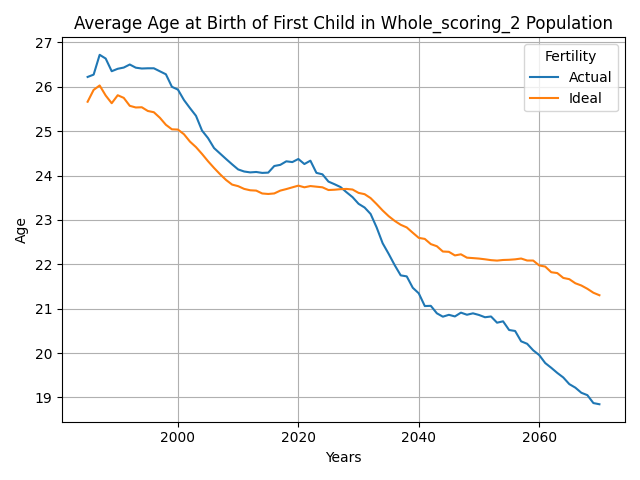 Average Age at Birth of First Child in Whole_scoring_2 Population
27
26
25
24
23
22
21
20
19
Age
Fertility
Actual
Ideal
2000 2020 2040 2060
Years